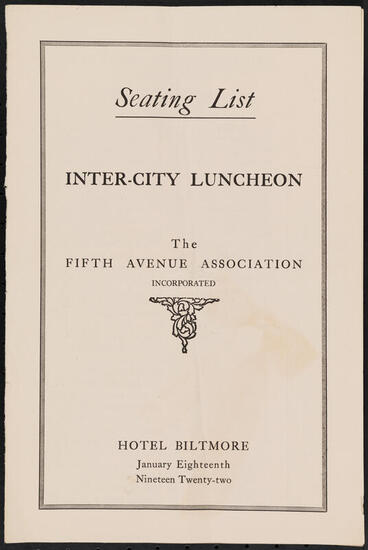 Seating List
INTER-CITY LUNCHEON
The
FIFTH AVENUE ASSOCIATION
INCORPORATED
HOTEL BILTMORE
January Eighteenth
Nineteen Twenty-two